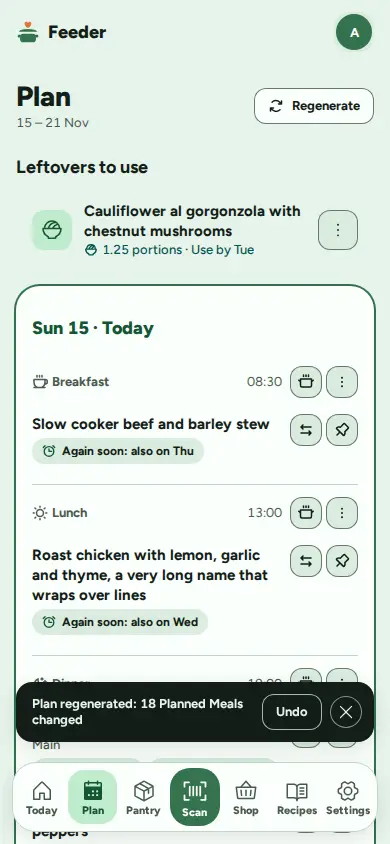 Feeder
A
Plan
15 – 21 Nov
Regenerate
Leftovers to use
Cauliflower al gorgonzola with
chestnut mushrooms
1.25 portions · Use by Tue
Sun 15 · Today
Breakfast
08:30
Slow cooker beef and barley stew
Again soon: also on Thu
Lunch
13:00
Roast chicken with lemon, garlic
and thyme, a very long name that
wraps over lines
Again soon: also on Wed
Plan regenerated: 18 Planned Meals
changed
Undo
Main
Today
Plan
Pantry
Scan
Shop
Recipes
Settings
peppers